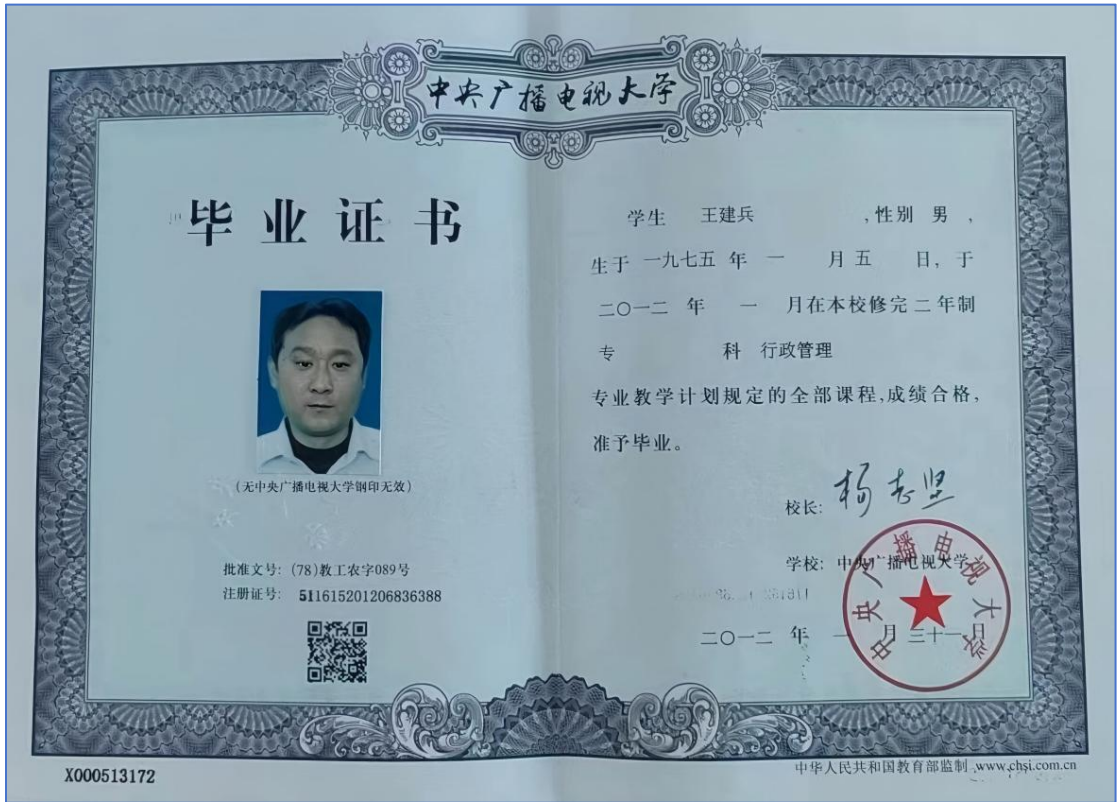 中央广播电视大学
毕业证书
(无中央广播电视大学钢印无效)
批准文号: (78)教工农字089号
注册证号: 511615201206836388
X000513172
学生 王建兵 ,性别 男 ,
生于 一九七五 年 一 月 五 日, 于
二〇一二 年 一 月在本校修完 二 年制
专 科 行政管理
专业教学计划规定的全部课程,成绩合格,
准予毕业。
校长: 杨志坚
学校: 中央广播电视大学
二〇一二 年 一 月 三十一 日
中央广播电视大学
中华人民共和国教育部监制 www.chsi.com.cn